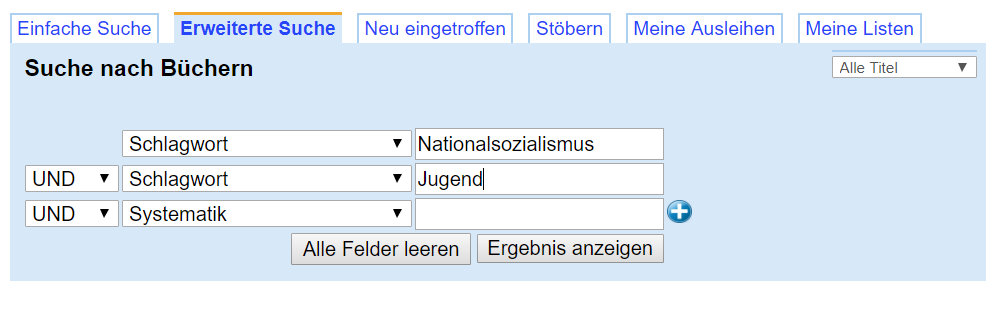 Einfache Suche Erweiterte Suche Neu eingetroffen Stöbern Meine Ausleihen Meine Listen
Suche nach Büchern Alle Titel
Schlagwort Nationalsozialismus
UND Schlagwort Jugend
UND Systematik
Alle Felder leeren Ergebnis anzeigen